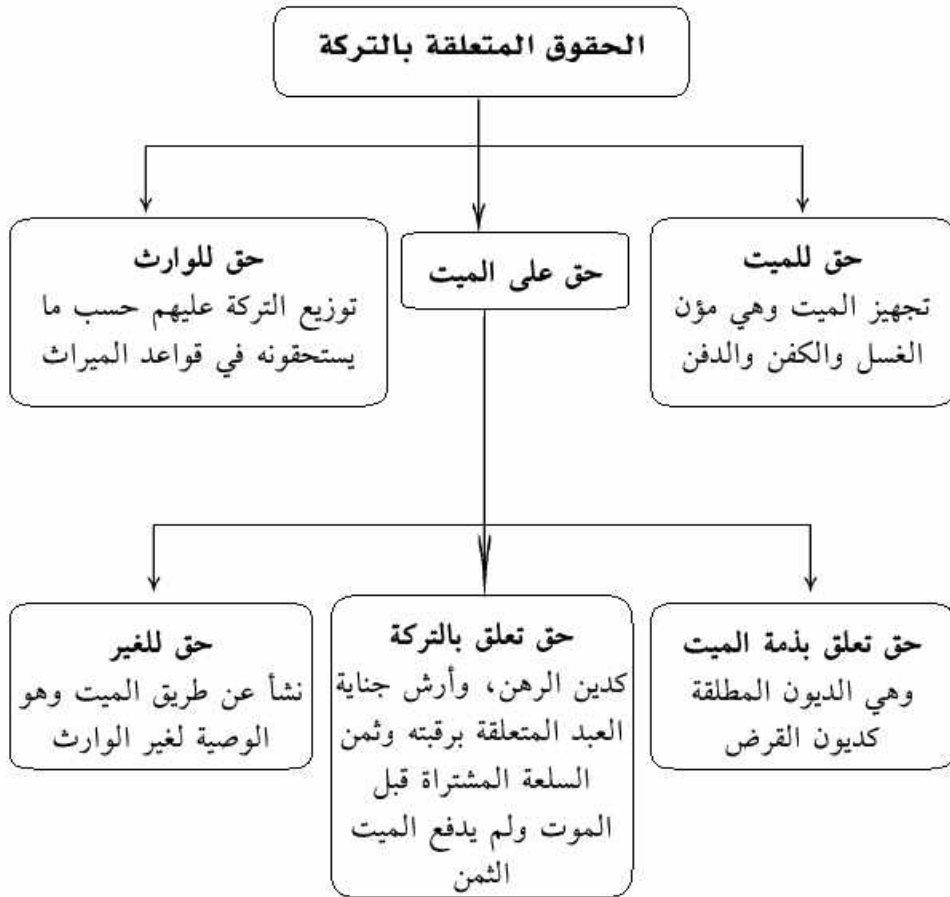 الحقوق المتعلقة بالتركة
حق للميت
تجهيز الميت وهي مؤن
الغسل والكفن والدفن
حق على الميت
حق للوارث
توزيع التركة عليهم حسب ما
يستحقونه في قواعد الميراث
حق تعلق بذمة الميت
وهي الديون المطلقة
كديون القرض
حق تعلق بالتركة
كدين الرهن، وأرش جناية
العبد المتعلقة برقبته وثمن
السلعة المشتراة قبل
الموت ولم يدفع الميت
الثمن
حق للغير
نشأ عن طريق الميت وهو
الوصية لغير الوارث